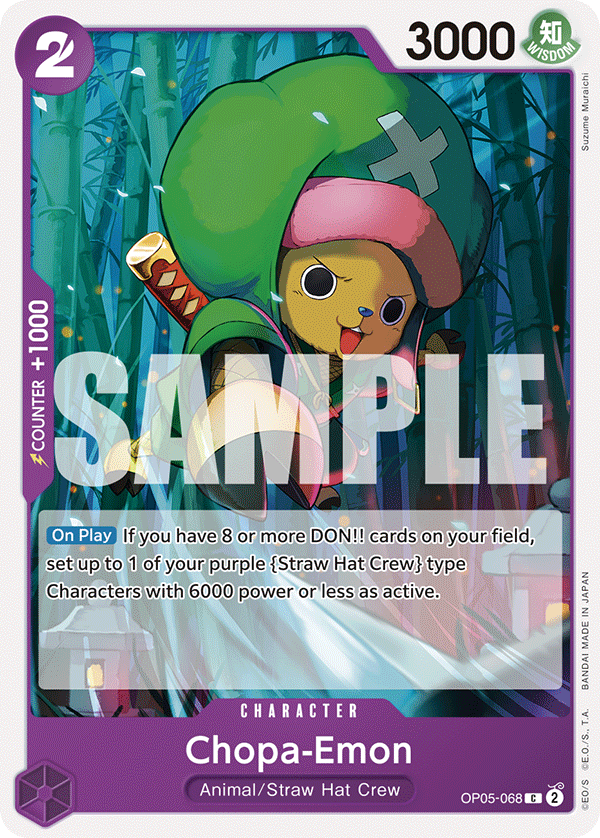 2
3000
知
WISDOM
Suzume Muraichi
COUNTER +1000
SAMPLE
On Play If you have 8 or more DON!! cards on your field,
set up to 1 of your purple {Straw Hat Crew} type
Characters with 6000 power or less as active.
CHARACTER
Chopa-Emon
Animal/Straw Hat Crew
OP05-068 C 2
©EO/S ©E.O./S., T.A. BANDAI MADE IN JAPAN